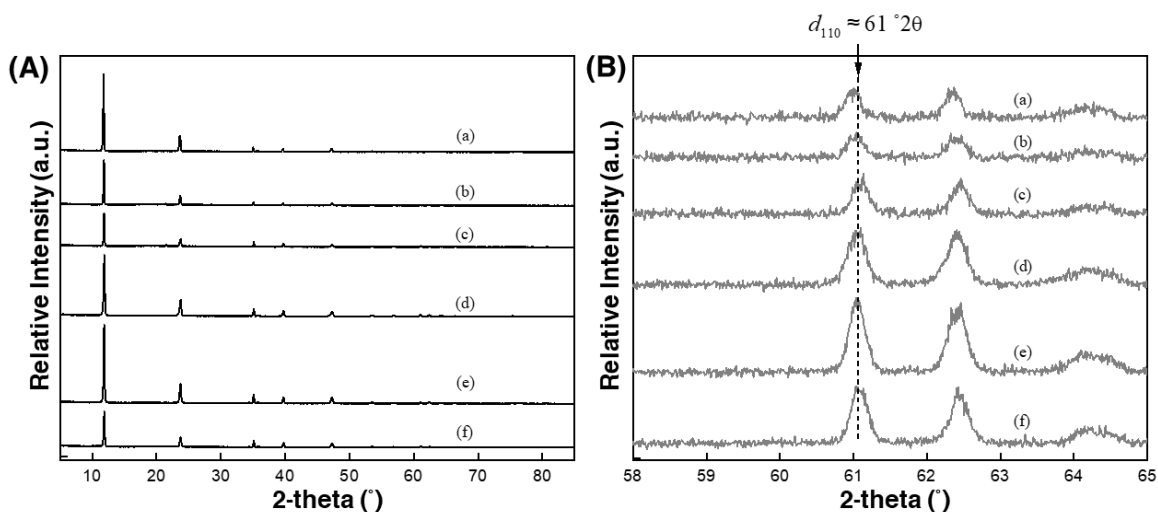 d110 ≈ 61 °2θ
(A)
Relative Intensity (a.u.)
(a)
(b)
(c)
(d)
(e)
(f)
10 20 30 40 50 60 70 80
2-theta (°)
(B)
Relative Intensity (a.u.)
(a)
(b)
(c)
(d)
(e)
(f)
58 59 60 61 62 63 64 65
2-theta (°)